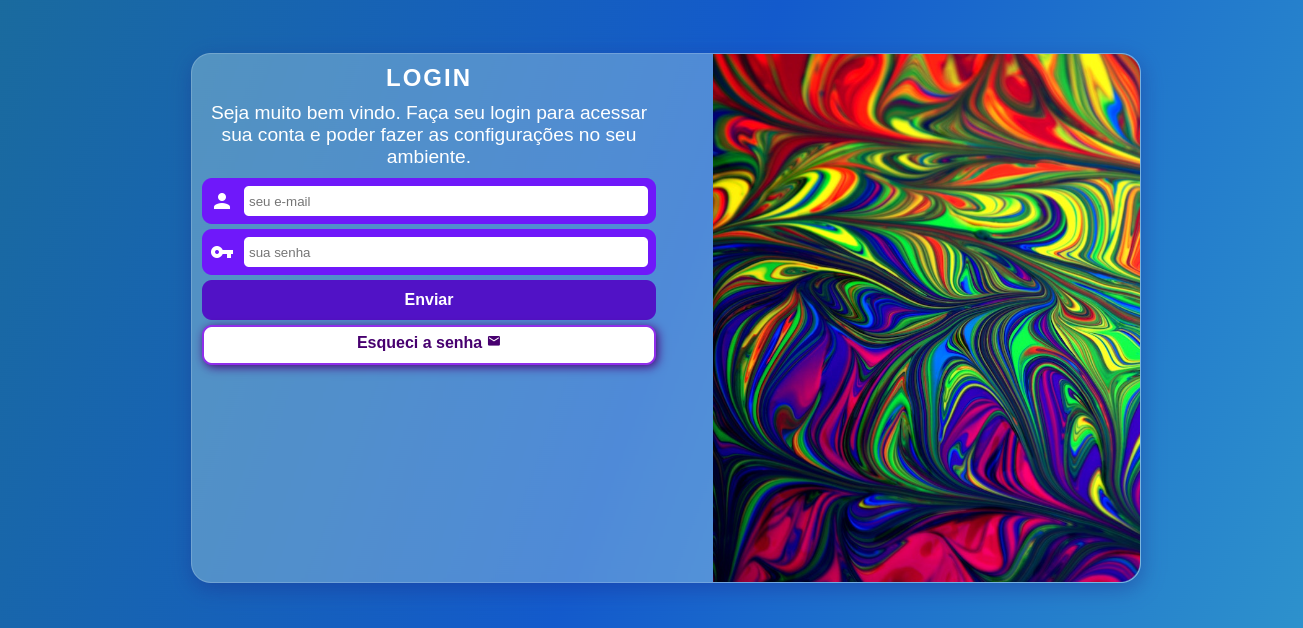 LOGIN
Seja muito bem vindo. Faça seu login para acessar
sua conta e poder fazer as configurações no seu
ambiente.
seu e-mail
sua senha
Enviar
Esqueci a senha